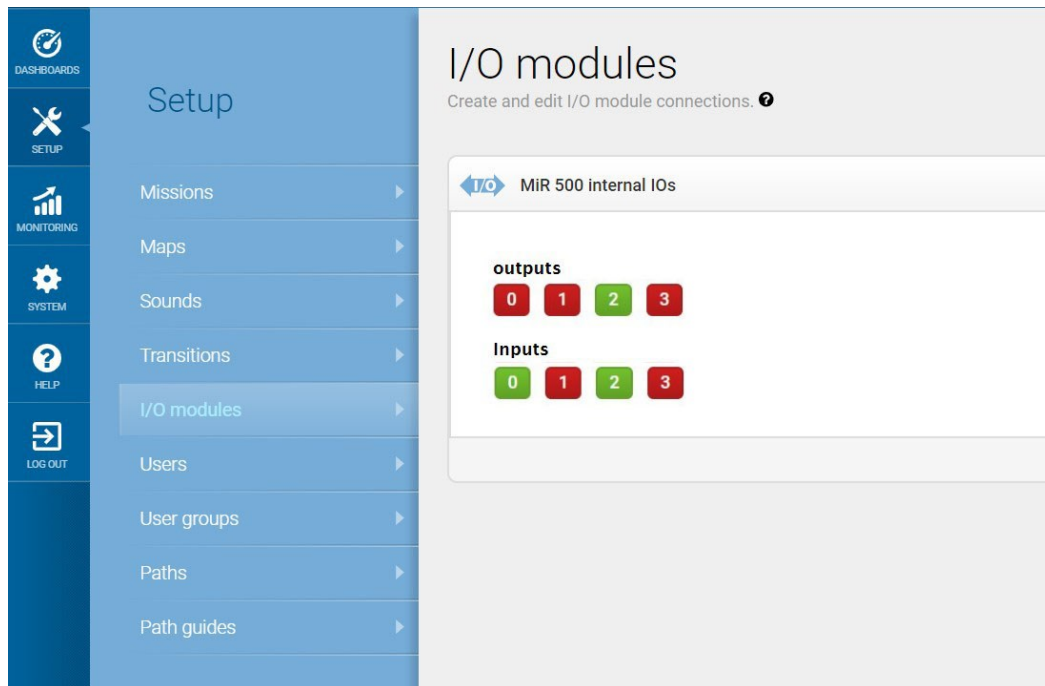 DASHBOARDS
SETUP
MONITORING
SYSTEM
HELP
LOG OUT
Setup
Missions
Maps
Sounds
Transitions
I/O modules
Users
User groups
Paths
Path guides
I/O modules
Create and edit I/O module connections. ?
I/O MiR 500 internal IOs
outputs
0 1 2 3
Inputs
0 1 2 3